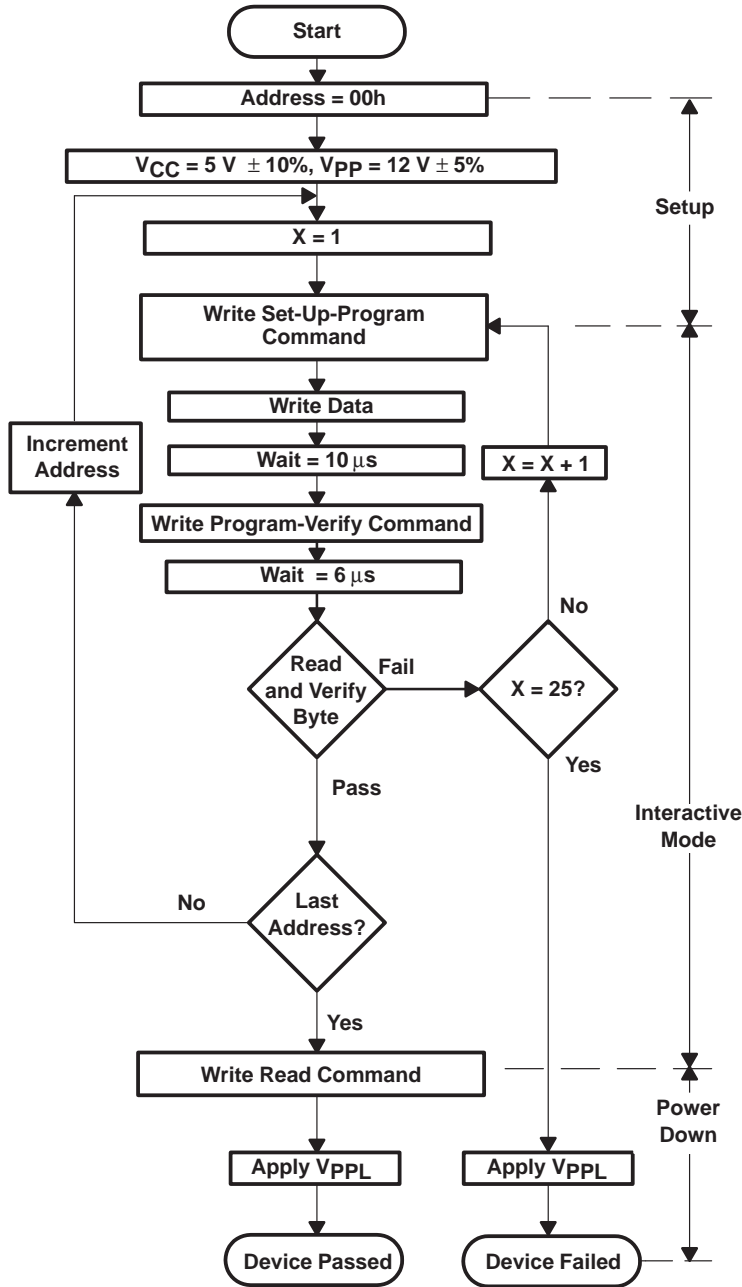 Start
Address = 00h
VCC = 5 V ± 10%, VPP = 12 V ± 5%
Setup
X = 1
Write Set-Up-Program
Command
Write Data
Increment
Address
Wait = 10 µs
X = X + 1
Write Program-Verify Command
Wait = 6 µs
No
Read
and Verify
Byte
Fail
X = 25?
Yes
Pass
Interactive
Mode
No
Last
Address?
Yes
Write Read Command
Power
Down
Apply VPPL
Apply VPPL
Device Passed
Device Failed